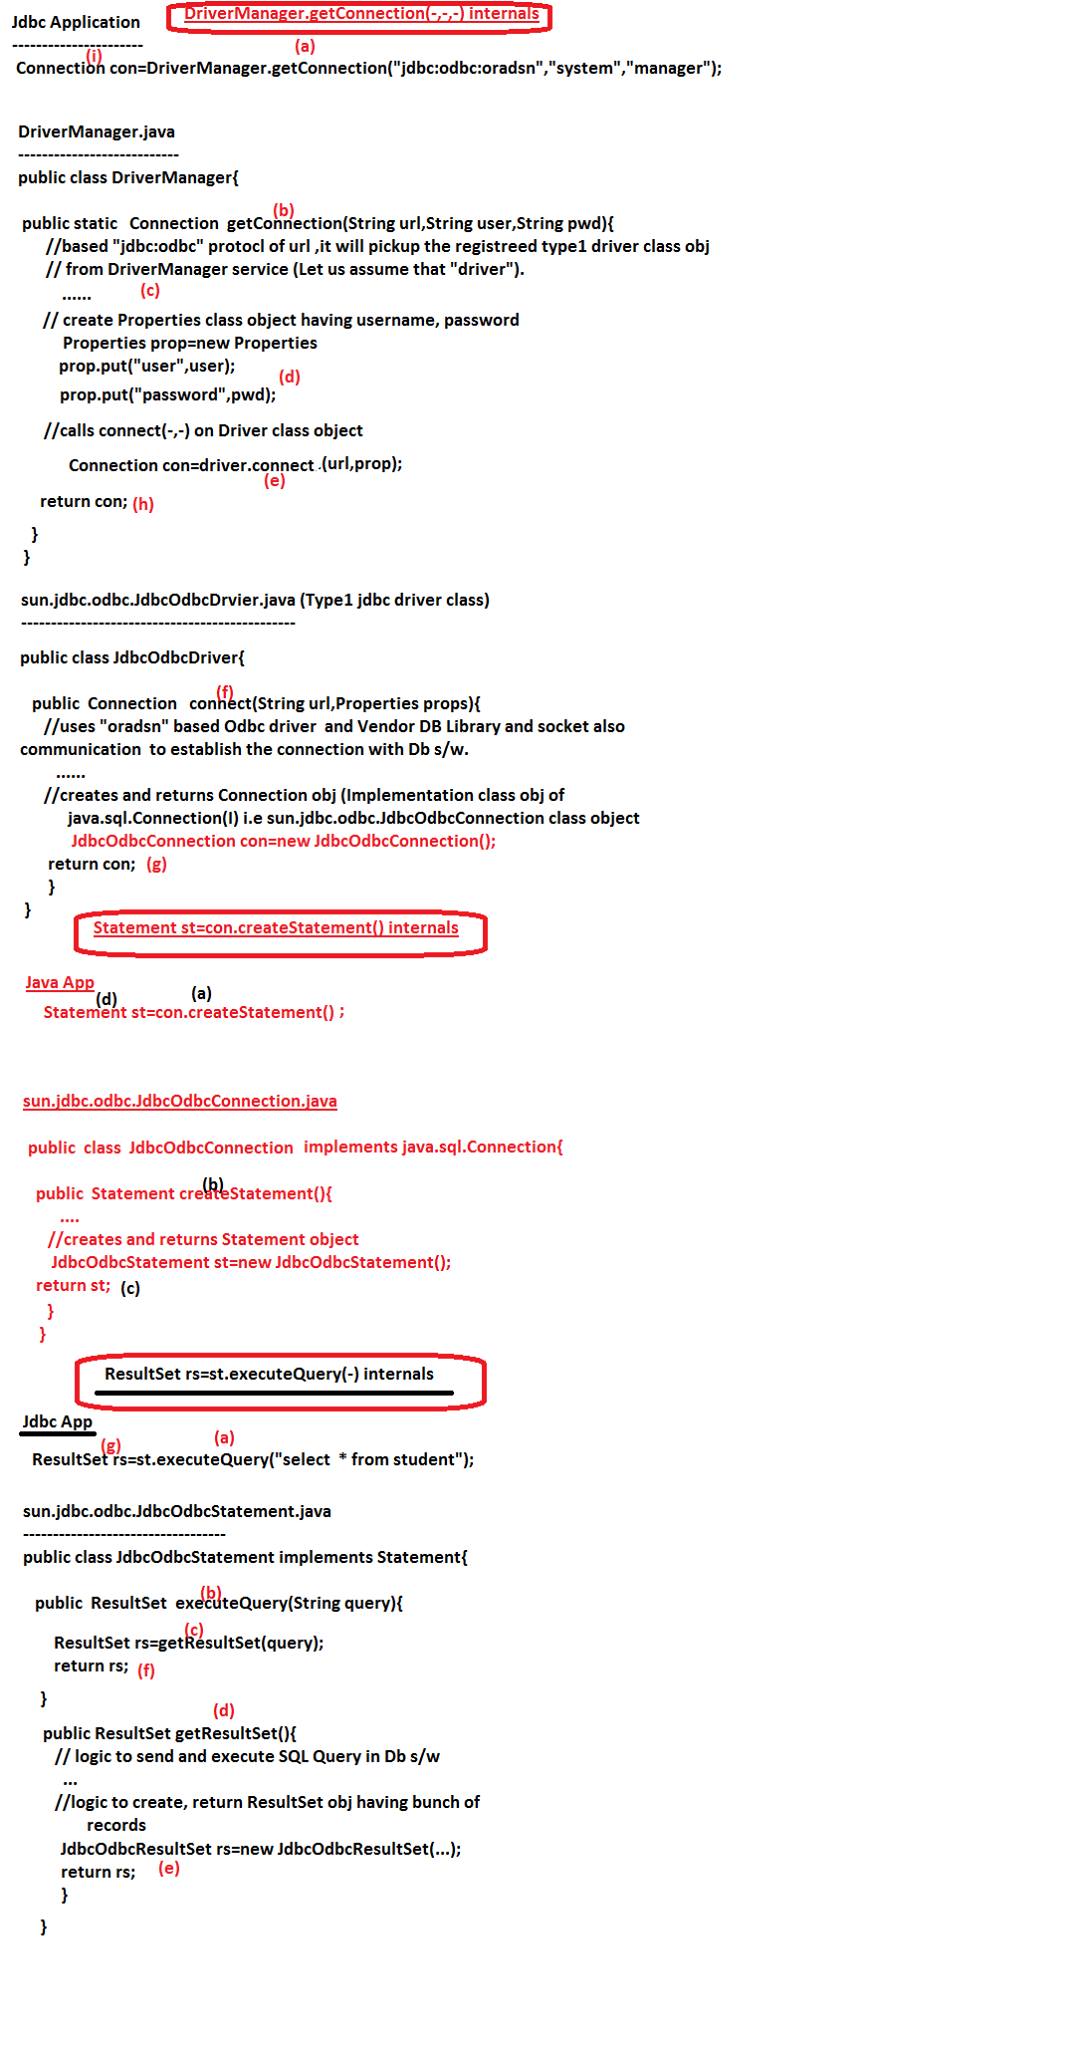 DriverManager.getConnection(-,-,-) internals
Jdbc Application
----------------------
(i) (a)
Connection con=DriverManager.getConnection("jdbc:odbc:oradsn","system","manager");
DriverManager.java
---------------------------
public class DriverManager{
(b)
public static Connection getConnection(String url,String user,String pwd){
//based "jdbc:odbc" protocl of url ,it will pickup the registreed type1 driver class obj
// from DriverManager service (Let us assume that "driver").
...... (c)
// create Properties class object having username, password
Properties prop=new Properties
prop.put("user",user);
(d)
prop.put("password",pwd);
//calls connect(-,-) on Driver class object
Connection con=driver.connect .(url,prop);
(e)
return con; (h)
}
}
sun.jdbc.odbc.JdbcOdbcDrvier.java (Type1 jdbc driver class)
----------------------------------------------
public class JdbcOdbcDriver{
(f)
public Connection connect(String url,Properties props){
//uses "oradsn" based Odbc driver and Vendor DB Library and socket also
communication to establish the connection with Db s/w.
......
//creates and returns Connection obj (Implementation class obj of
java.sql.Connection(I) i.e sun.jdbc.odbc.JdbcOdbcConnection class object
JdbcOdbcConnection con=new JdbcOdbcConnection();
return con; (g)
}
}
Statement st=con.createStatement() internals
Java App
(d) (a)
Statement st=con.createStatement() ;
sun.jdbc.odbc.JdbcOdbcConnection.java
public class JdbcOdbcConnection implements java.sql.Connection{
(b)
public Statement createStatement(){
....
//creates and returns Statement object
JdbcOdbcStatement st=new JdbcOdbcStatement();
return st; (c)
}
}
ResultSet rs=st.executeQuery(-) internals
Jdbc App
(g) (a)
ResultSet rs=st.executeQuery("select * from student");
sun.jdbc.odbc.JdbcOdbcStatement.java
----------------------------------
public class JdbcOdbcStatement implements Statement{
(b)
public ResultSet executeQuery(String query){
(c)
ResultSet rs=getResultSet(query);
return rs; (f)
}
(d)
public ResultSet getResultSet(){
// logic to send and execute SQL Query in Db s/w
...
//logic to create, return ResultSet obj having bunch of
records
JdbcOdbcResultSet rs=new JdbcOdbcResultSet(...);
return rs; (e)
}
}